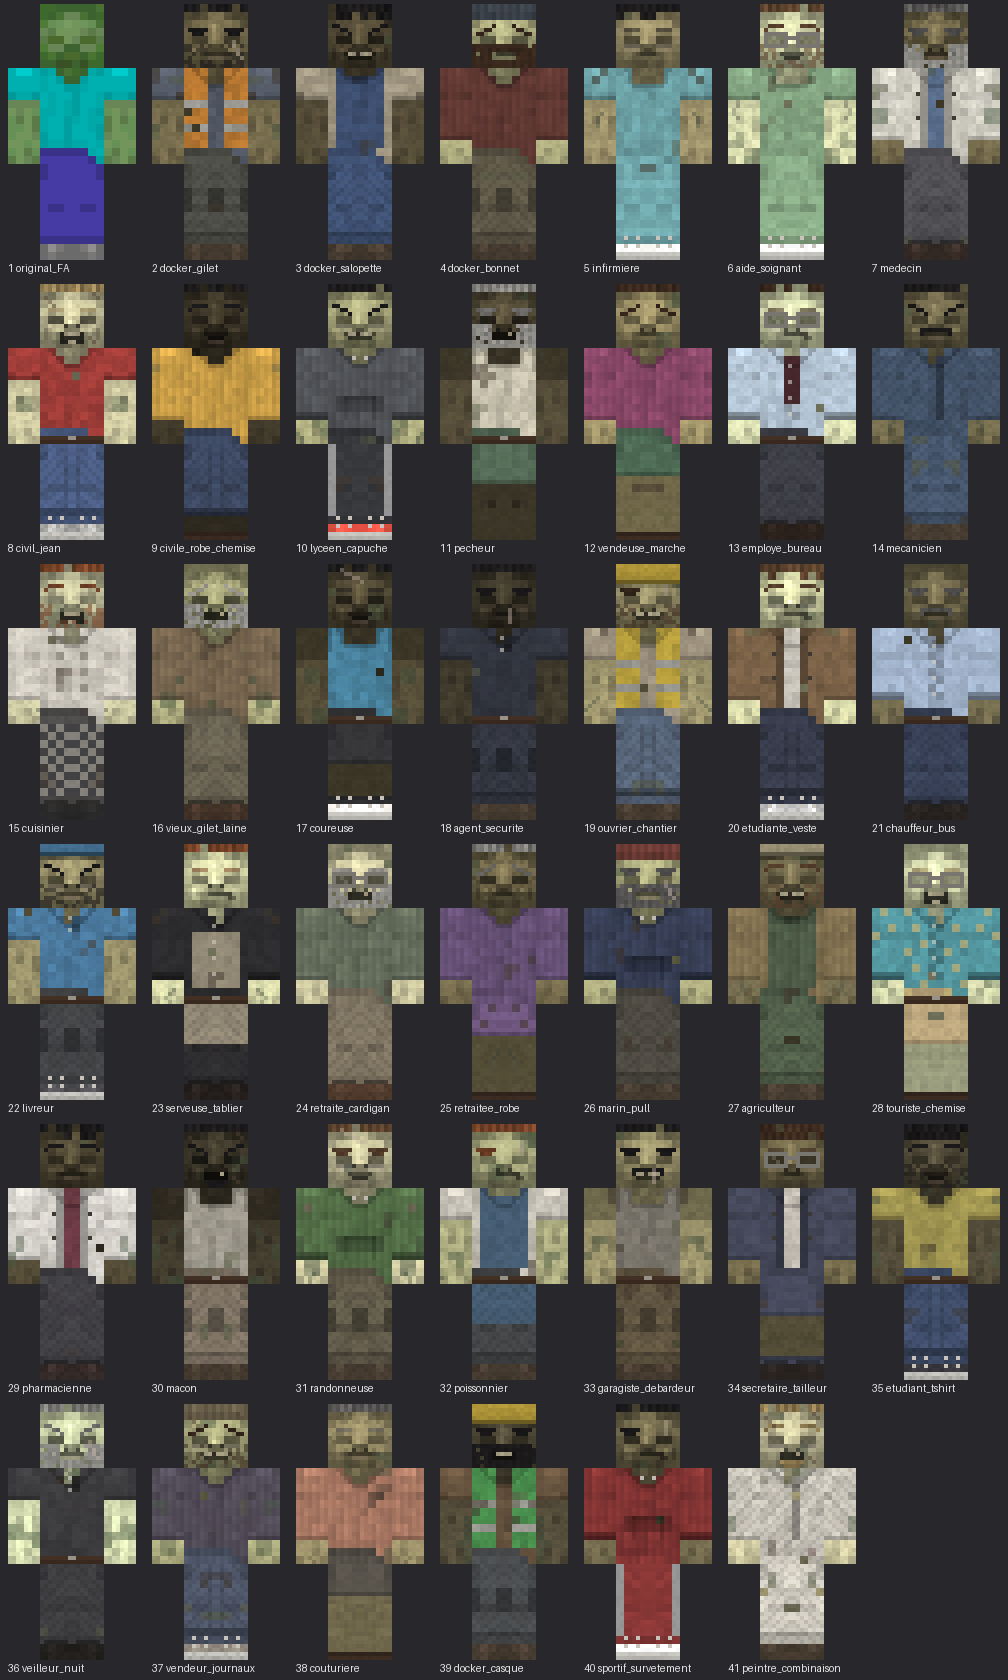 1 original_FA
2 docker_gilet
3 docker_salopette
4 docker_bonnet
5 infirmiere
6 aide_soignant
7 medecin
8 civil_jean
9 civile_robe_chemise
10 lyceen_capuche
11 pecheur
12 vendeuse_marche
13 employe_bureau
14 mecanicien
15 cuisinier
16 vieux_gilet_laine
17 coureuse
18 agent_securite
19 ouvrier_chantier
20 etudiante_veste
21 chauffeur_bus
22 livreur
23 serveuse_tablier
24 retraite_cardigan
25 retraitee_robe
26 marin_pull
27 agriculteur
28 touriste_chemise
29 pharmacienne
30 macon
31 randonneuse
32 poissonnier
33 garagiste_debardeur
34 secretaire_tailleur
35 etudiant_tshirt
36 veilleur_nuit
37 vendeur_journaux
38 couturiere
39 docker_casque
40 sportif_survetement
41 peintre_combinaison